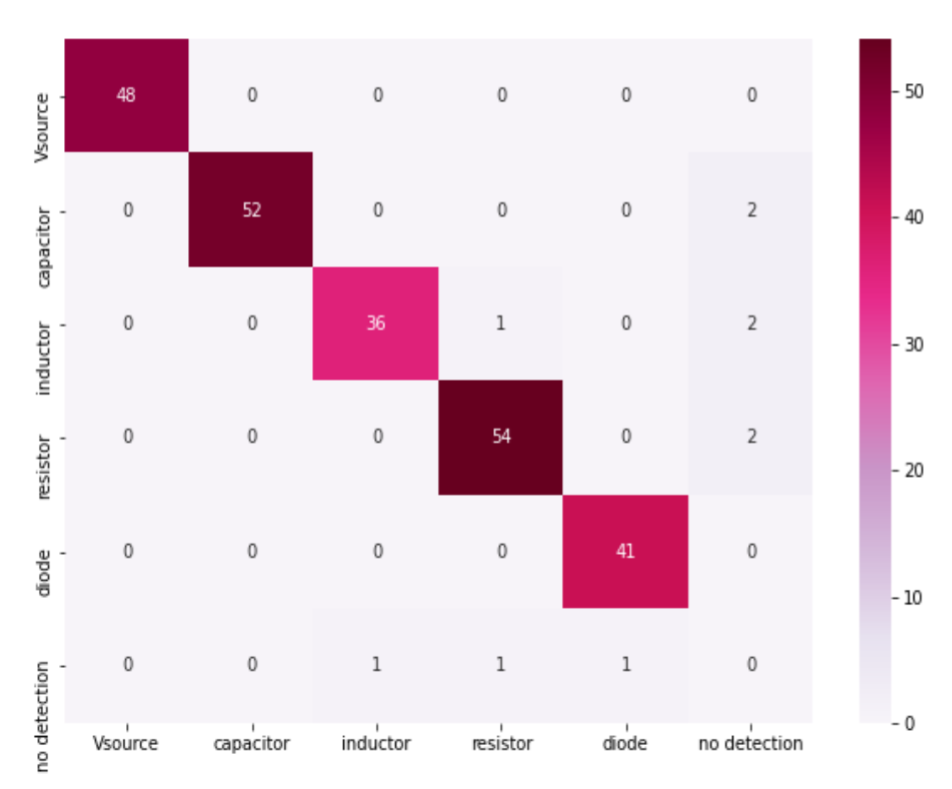 Vsource 48 0 0 0 0 0
capacitor 0 52 0 0 0 2
inductor 0 0 36 1 0 2
resistor 0 0 0 54 0 2
diode 0 0 0 0 41 0
no detection 0 0 1 1 1 0
Vsource capacitor inductor resistor diode no detection
50
40
30
20
10
0